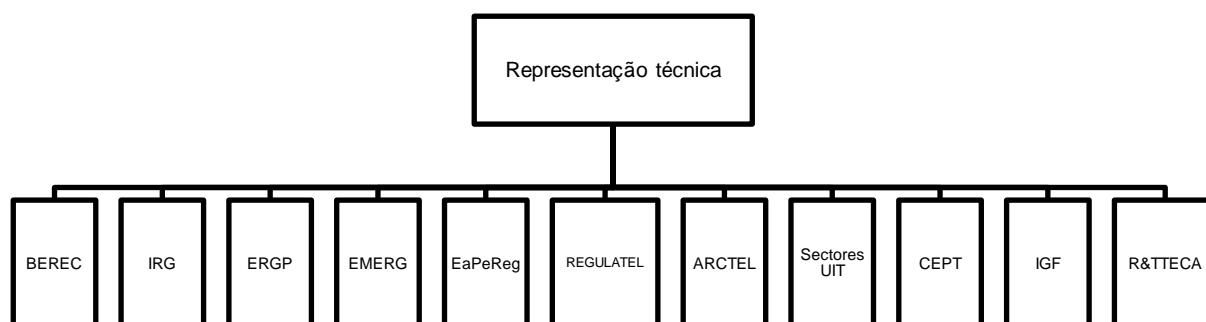 Representação técnica
BEREC
IRG
ERGP
EMERG
EaPeReg
REGULATEL
ARCTEL
Sectores
UIT
CEPT
IGF
R&TTECA